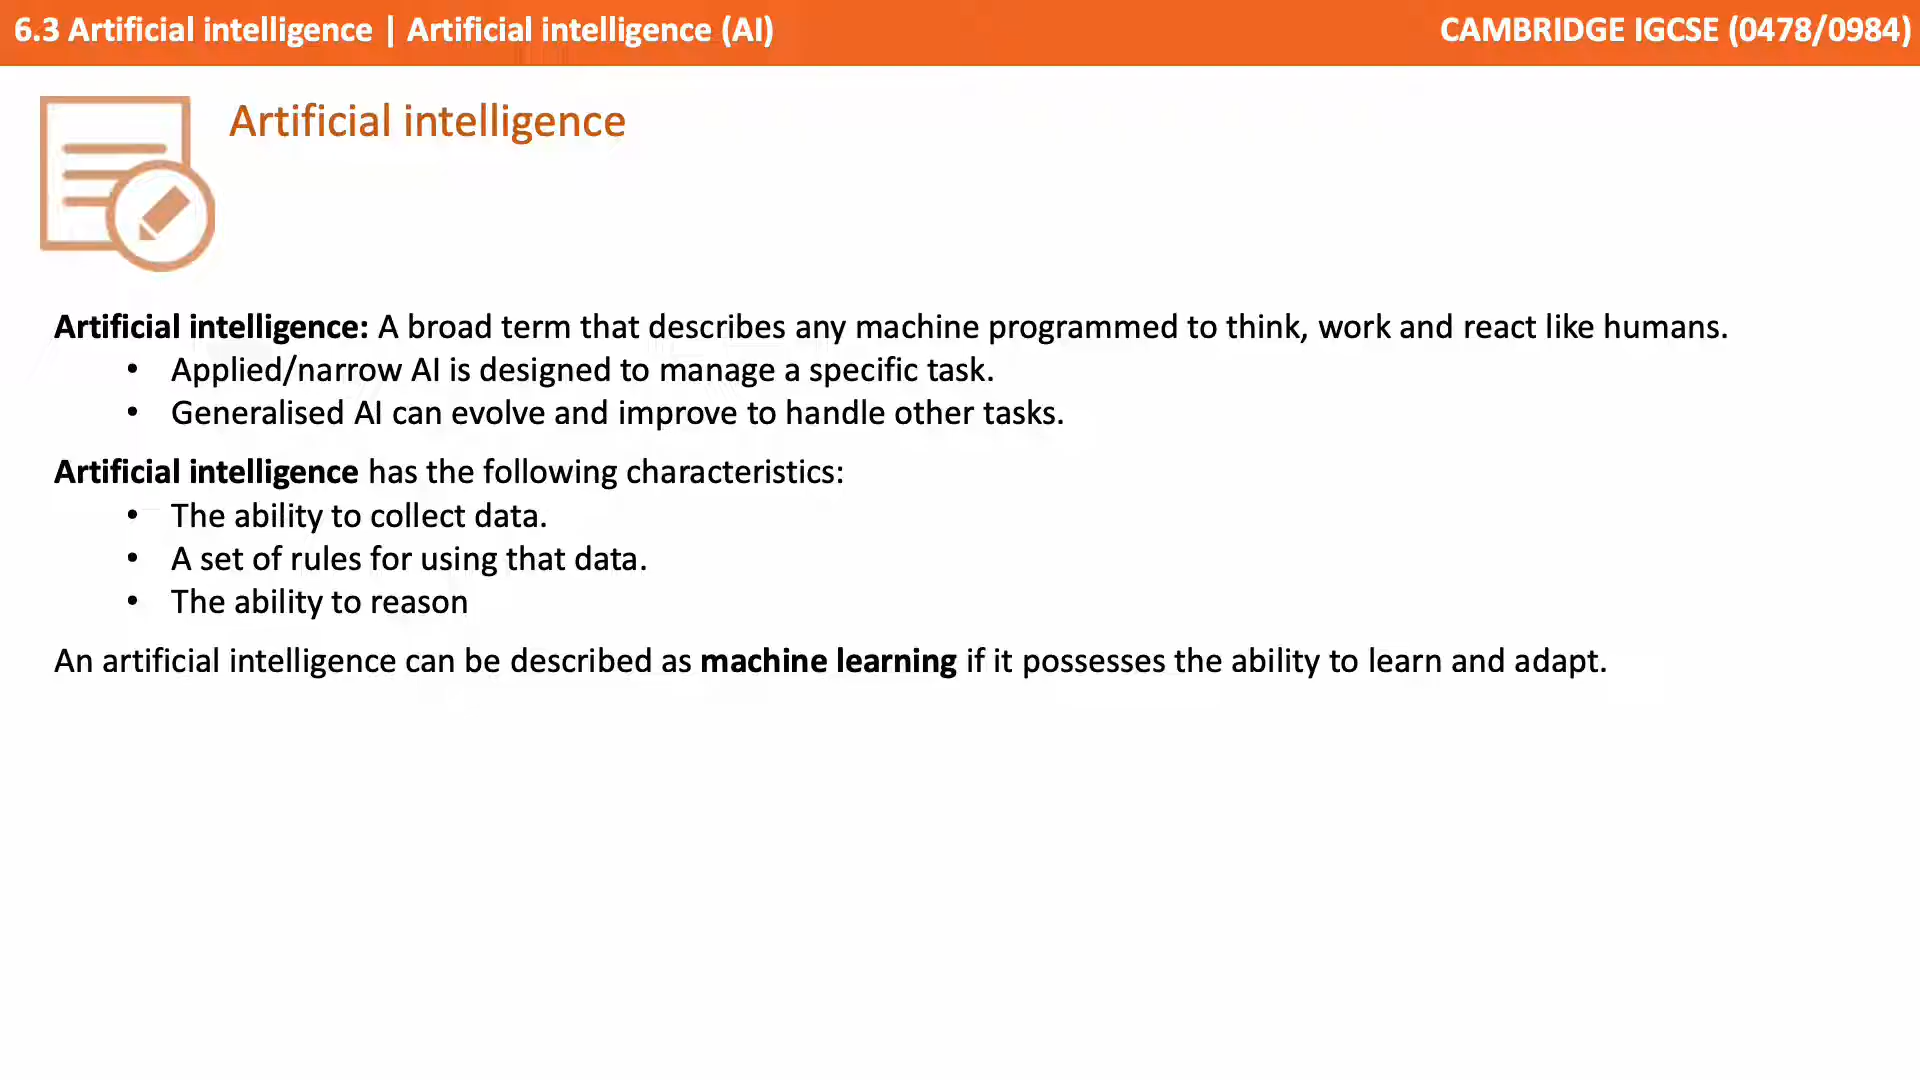 6.3 Artificial intelligence | Artificial intelligence (AI)
CAMBRIDGE IGCSE (0478/0984)
Artificial intelligence
Artificial intelligence: A broad term that describes any machine programmed to think, work and react like humans.
• Applied/narrow AI is designed to manage a specific task.
• Generalised AI can evolve and improve to handle other tasks.
Artificial intelligence has the following characteristics:
• The ability to collect data.
• A set of rules for using that data.
• The ability to reason
An artificial intelligence can be described as machine learning if it possesses the ability to learn and adapt.